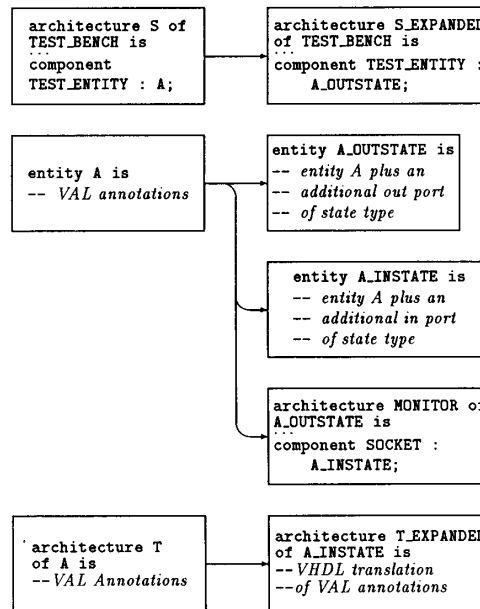 architecture S of
TEST_BENCH is
...
component
TEST_ENTITY : A;
architecture S_EXPANDED
of TEST_BENCH is
...
component TEST_ENTITY :
A_OUTSTATE;
entity A is
-- VAL annotations
entity A_OUTSTATE is
-- entity A plus an
-- additional out port
-- of state type
entity A_INSTATE is
-- entity A plus an
-- additional in port
-- of state type
architecture MONITOR of
A_OUTSTATE is
...
component SOCKET :
A_INSTATE;
architecture T
of A is
--VAL Annotations
architecture T_EXPANDED
of A_INSTATE is
--VHDL translation
--of VAL annotations